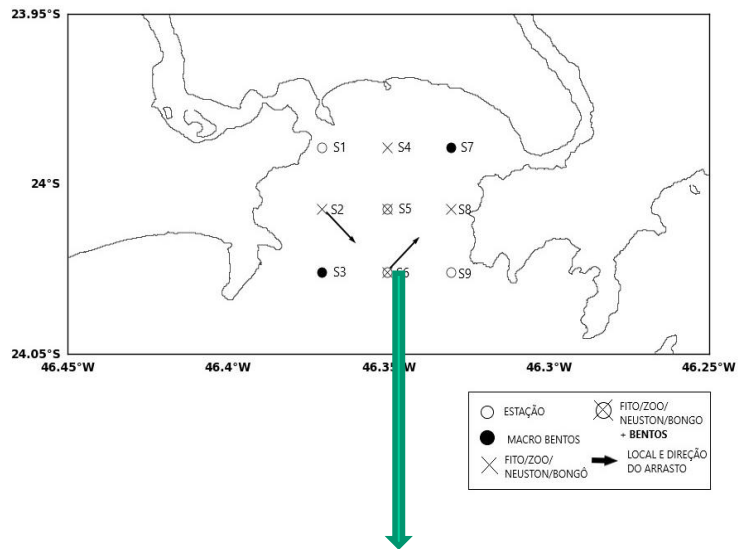 23.95°S
S1
S4
S7
24°S
S2
S5
S8
S3
S6
S9
24.05°S
46.45°W
46.4°W
46.35°W
46.3°W
46.25°W
ESTAÇÃO
MACRO BENTOS
FITO/ZOO/
NEUSTON/BONGÔ
FITO/ZOO/
NEUSTON/BONGO
+ BENTOS
LOCAL E DIREÇÃO
DO ARRASTO